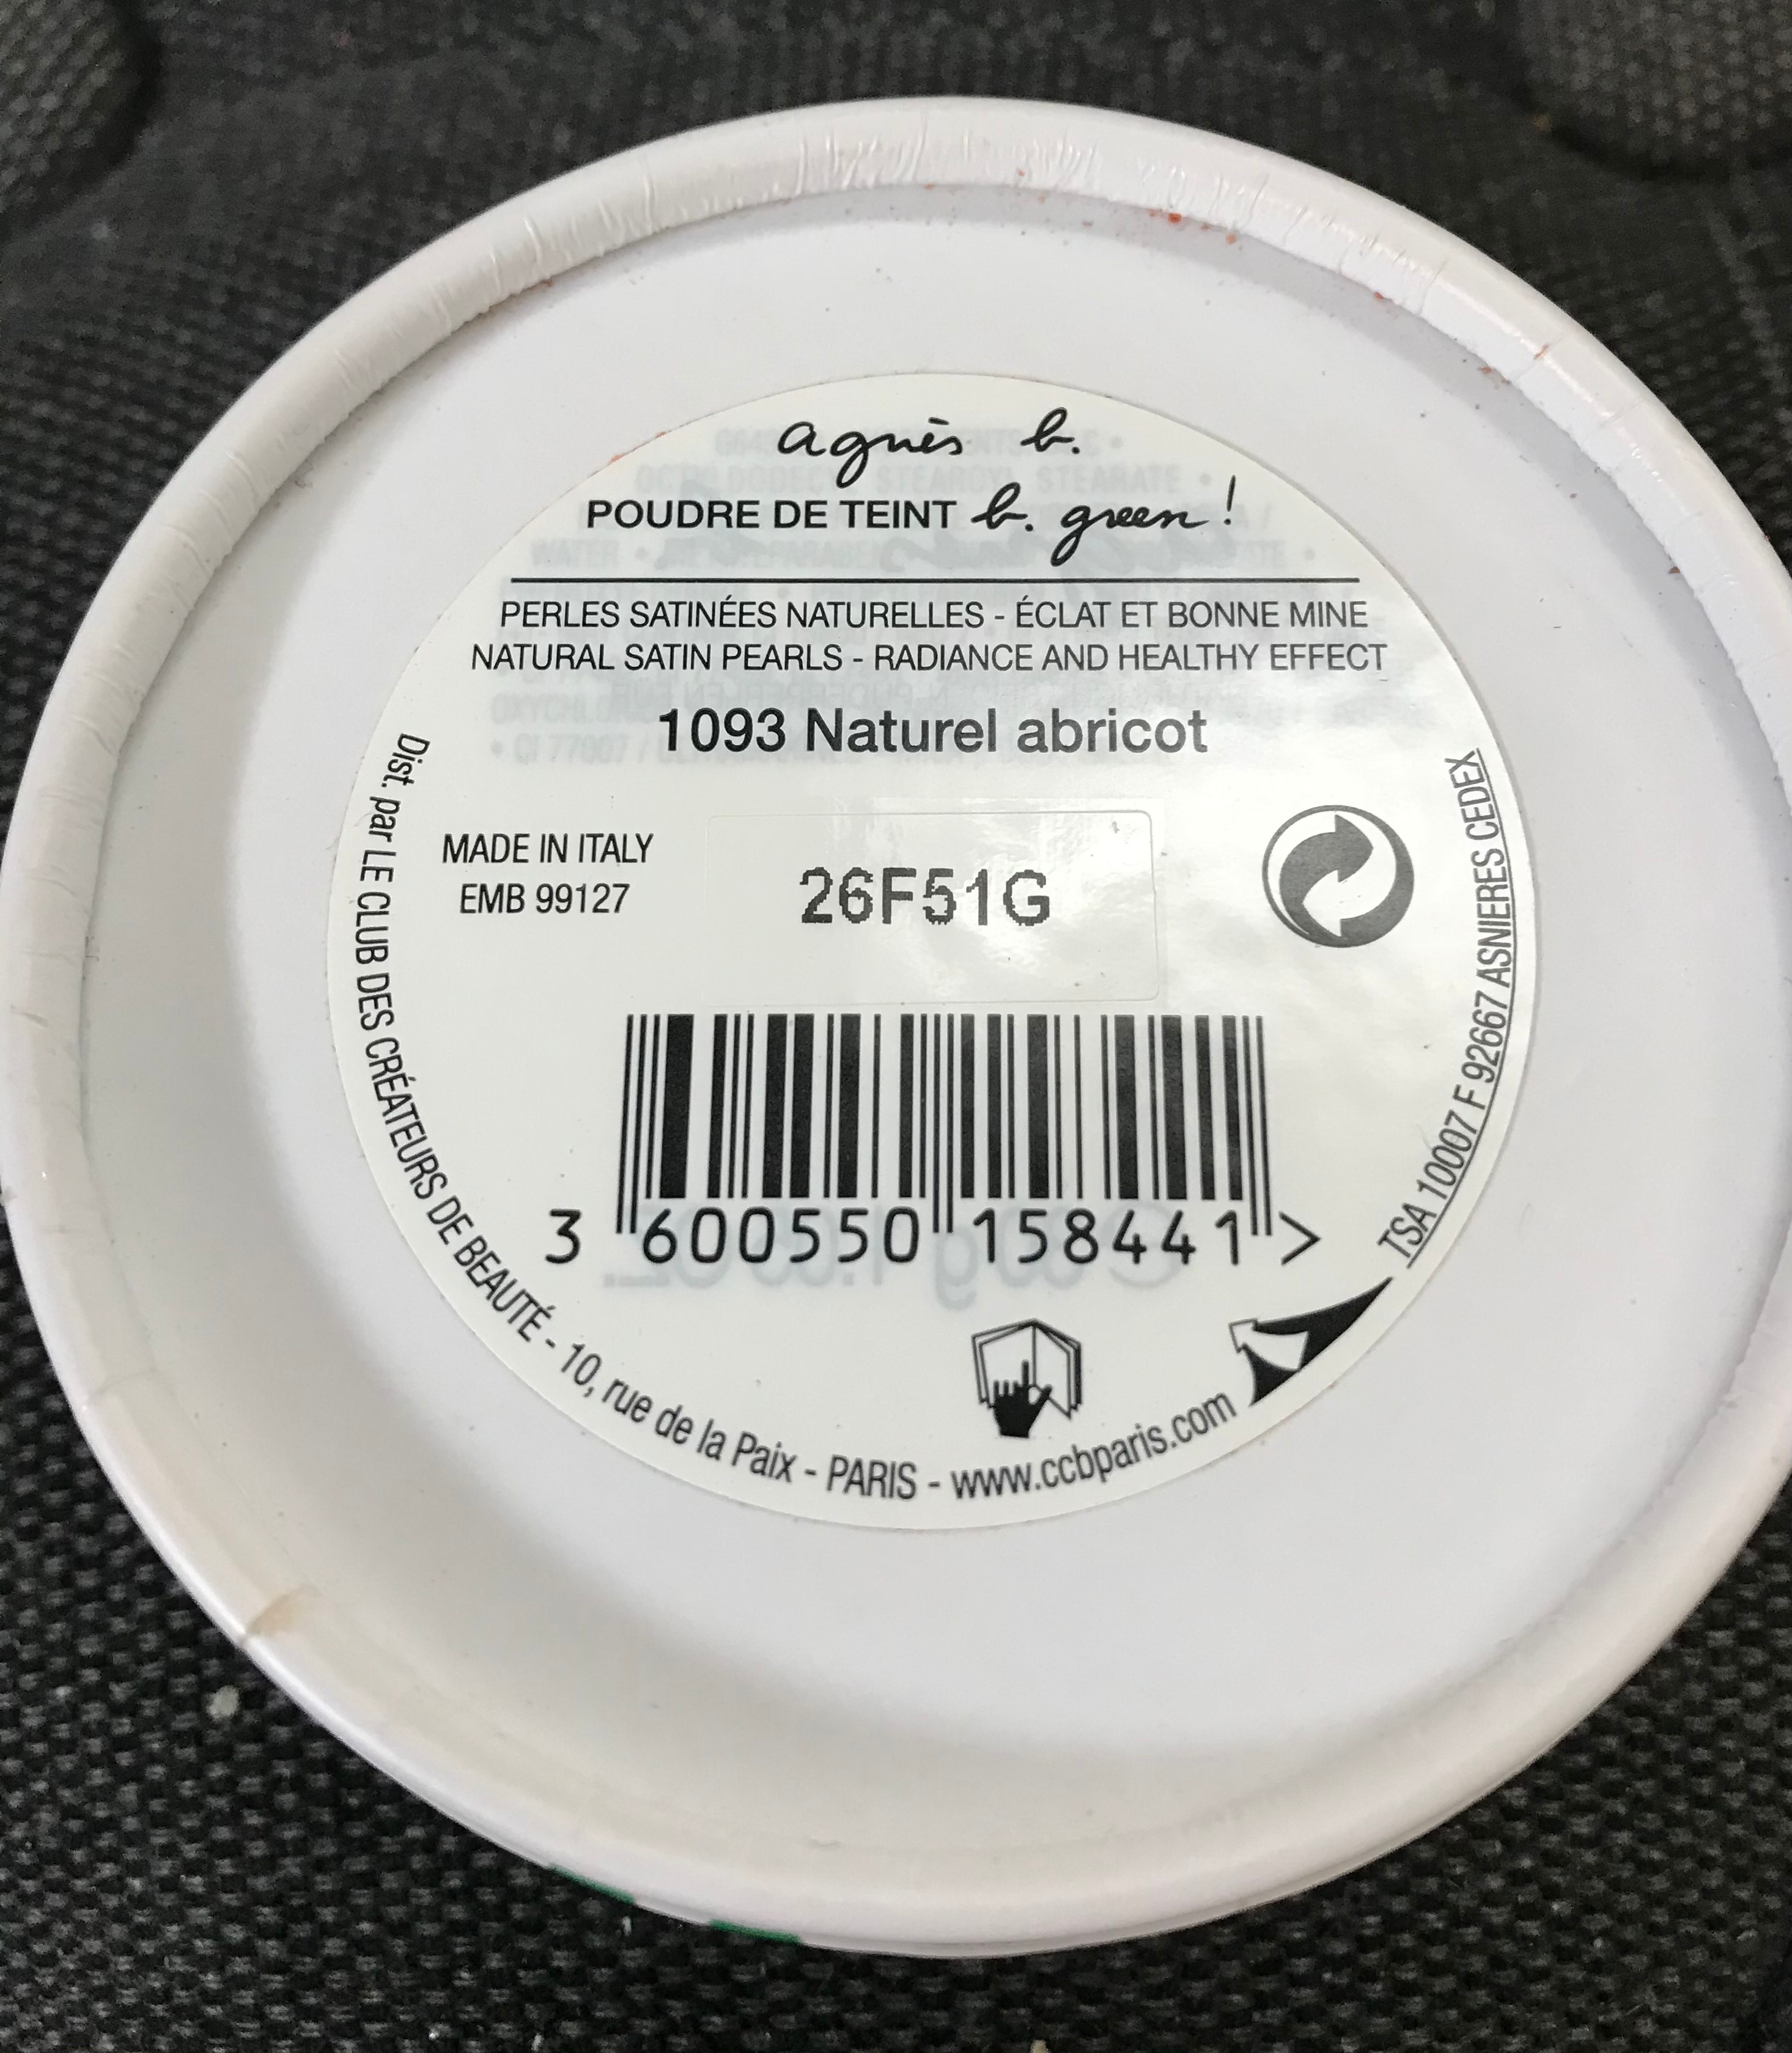 agnès b.
POUDRE DE TEINT b. green !
PERLES SATINÉES NATURELLES - ÉCLAT ET BONNE MINE
NATURAL SATIN PEARLS - RADIANCE AND HEALTHY EFFECT
1093 Naturel abricot
MADE IN ITALY
EMB 99127
26F51G
3 600550 158441 >
Dist. par LE CLUB DES CRÉATEURS DE BEAUTÉ - 10, rue de la Paix - PARIS - www.ccbparis.com
TSA 10007 F 92667 ASNIERES CEDEX